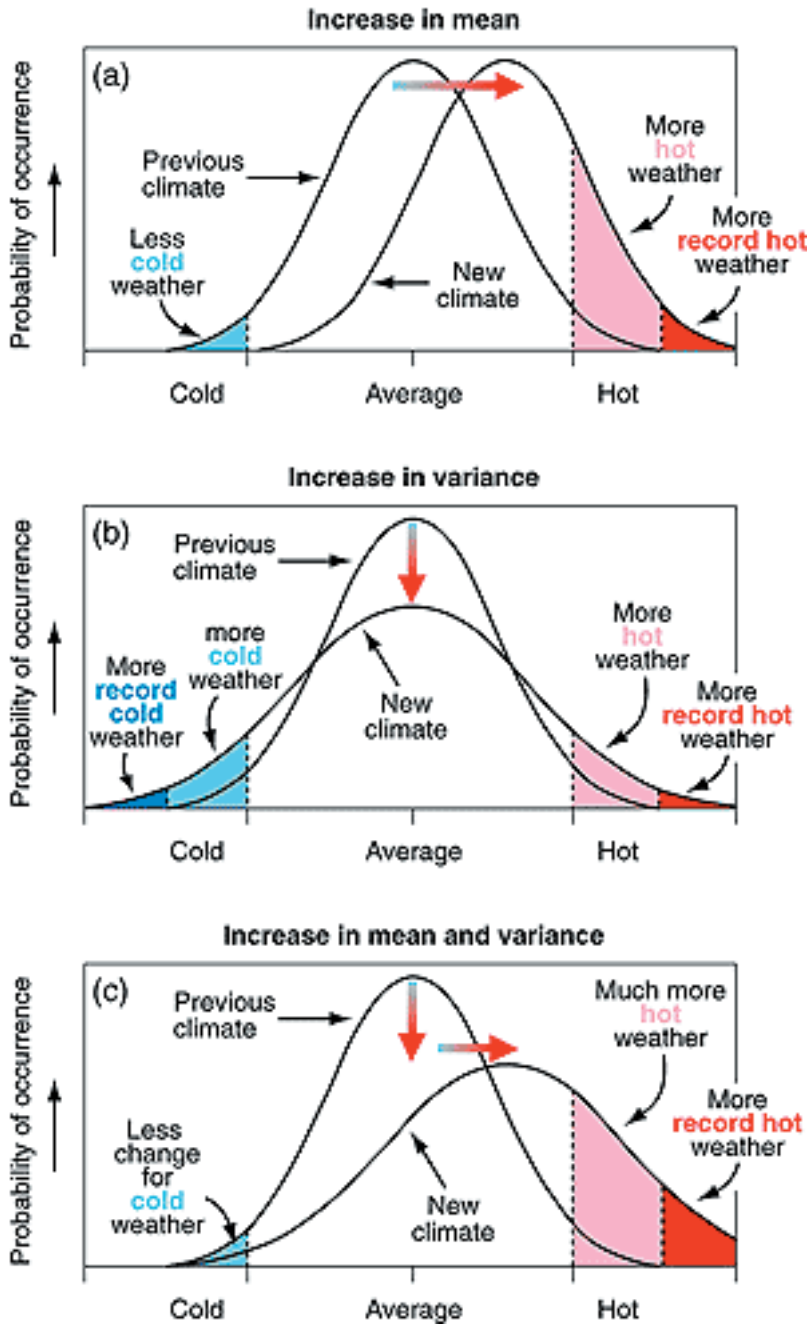 Increase in mean
(a)
Probability of occurrence
Previous
climate
Less
cold
weather
New
climate
More
hot
weather
More
record hot
weather
Cold
Average
Hot
Increase in variance
(b)
Probability of occurrence
Previous
climate
More
record
cold
weather
more
cold
weather
New
climate
More
hot
weather
More
record hot
weather
Cold
Average
Hot
Increase in mean and variance
(c)
Probability of occurrence
Previous
climate
Less
change
for
cold
weather
New
climate
Much more
hot
weather
More
record hot
weather
Cold
Average
Hot